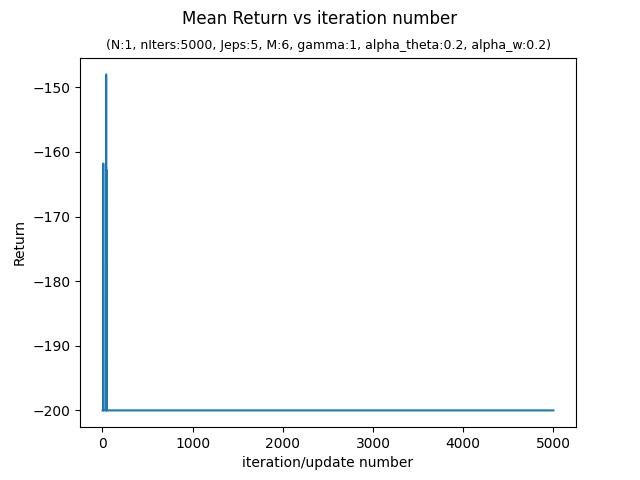 Mean Return vs iteration number
(N:1, nIters:5000, Jeps:5, M:6, gamma:1, alpha_theta:0.2, alpha_w:0.2)
−150
−160
−170
−180
−190
−200
Return
0 1000 2000 3000 4000 5000
iteration/update number